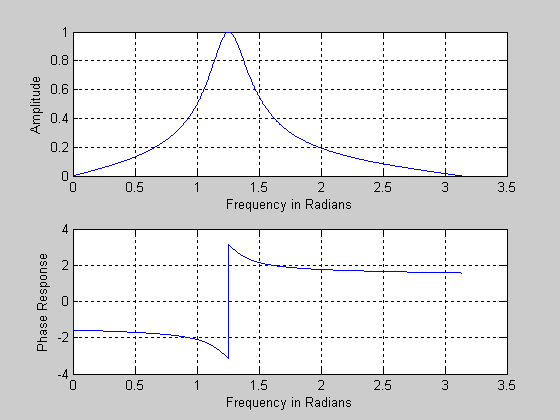 1
0.8
0.6
0.4
0.2
0
Amplitude
0 0.5 1 1.5 2 2.5 3 3.5
Frequency in Radians
4
2
0
-2
-4
Phase Response
0 0.5 1 1.5 2 2.5 3 3.5
Frequency in Radians